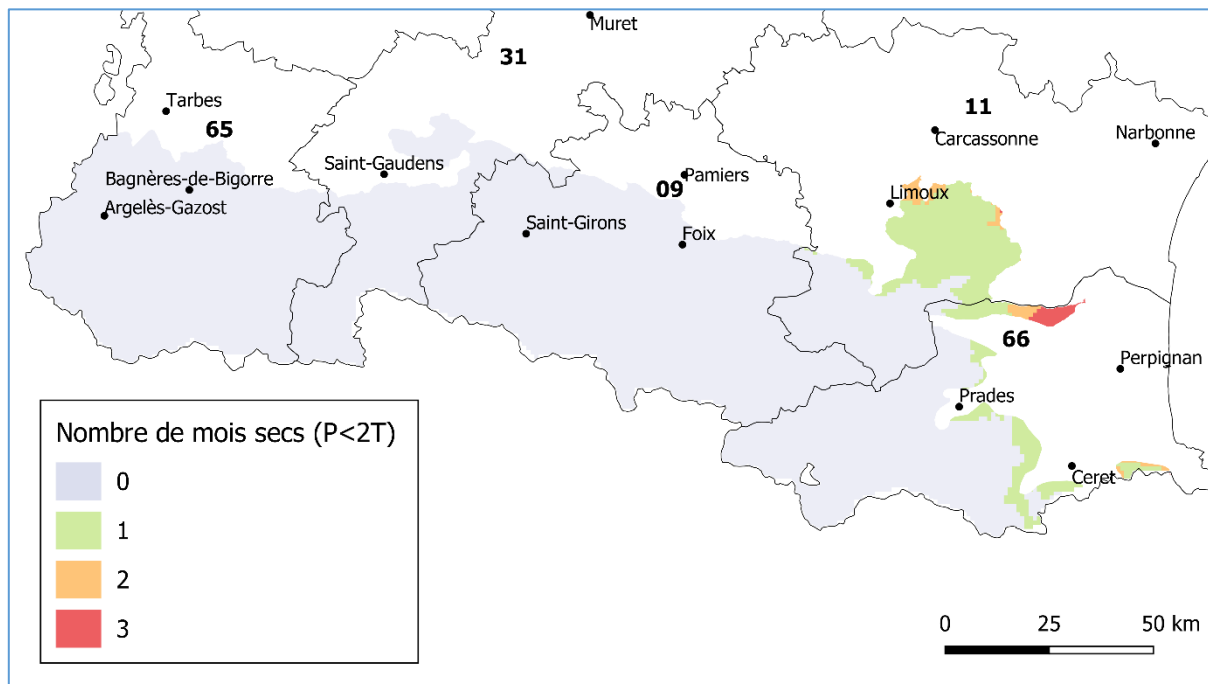 Muret
31
Tarbes
65
11
Carcassonne
Narbonne
Saint-Gaudens
Bagnères-de-Bigorre
09
Pamiers
Argelès-Gazost
Limoux
Saint-Girons
Foix
66
Perpignan
Prades
Ceret
Nombre de mois secs (P<2T)
0
1
2
3
0 25 50 km